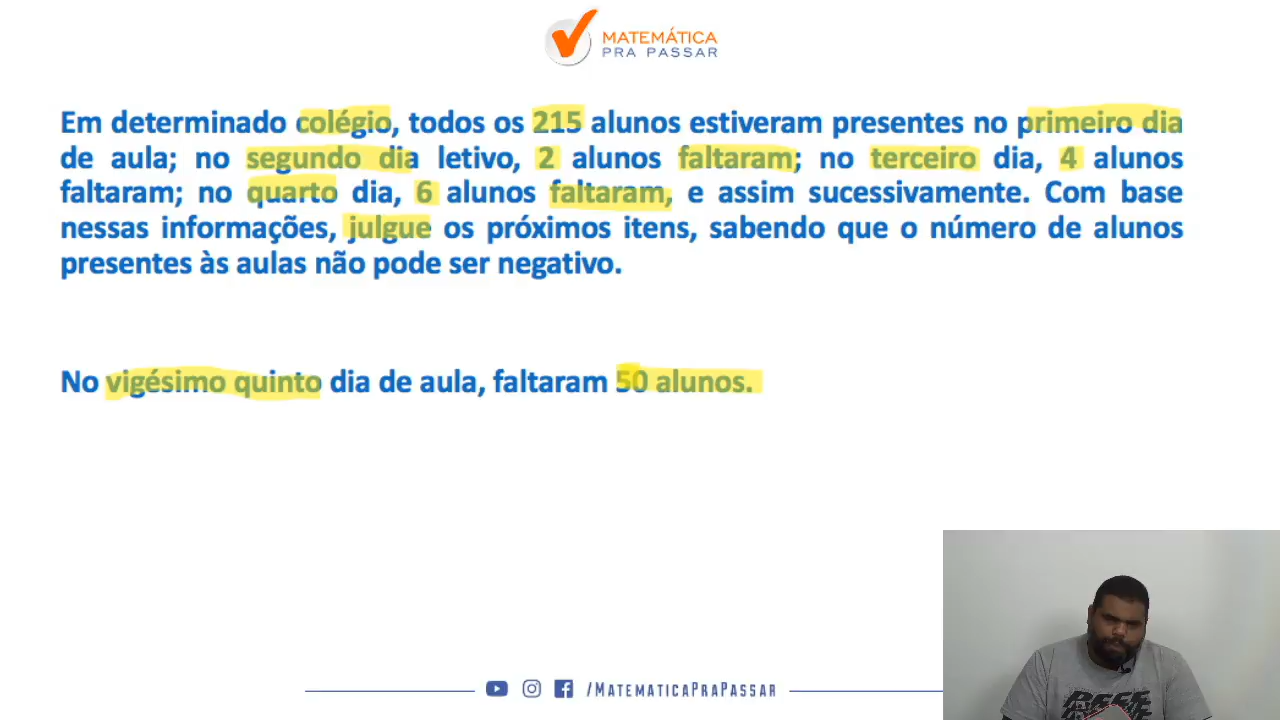 MATEMÁTICA
PRA PASSAR
Em determinado colégio, todos os 215 alunos estiveram presentes no primeiro dia
de aula; no segundo dia letivo, 2 alunos faltaram; no terceiro dia, 4 alunos
faltaram; no quarto dia, 6 alunos faltaram, e assim sucessivamente. Com base
nessas informações, julgue os próximos itens, sabendo que o número de alunos
presentes às aulas não pode ser negativo.
No vigésimo quinto dia de aula, faltaram 50 alunos.
/MATEMATICAPRAPASSAR